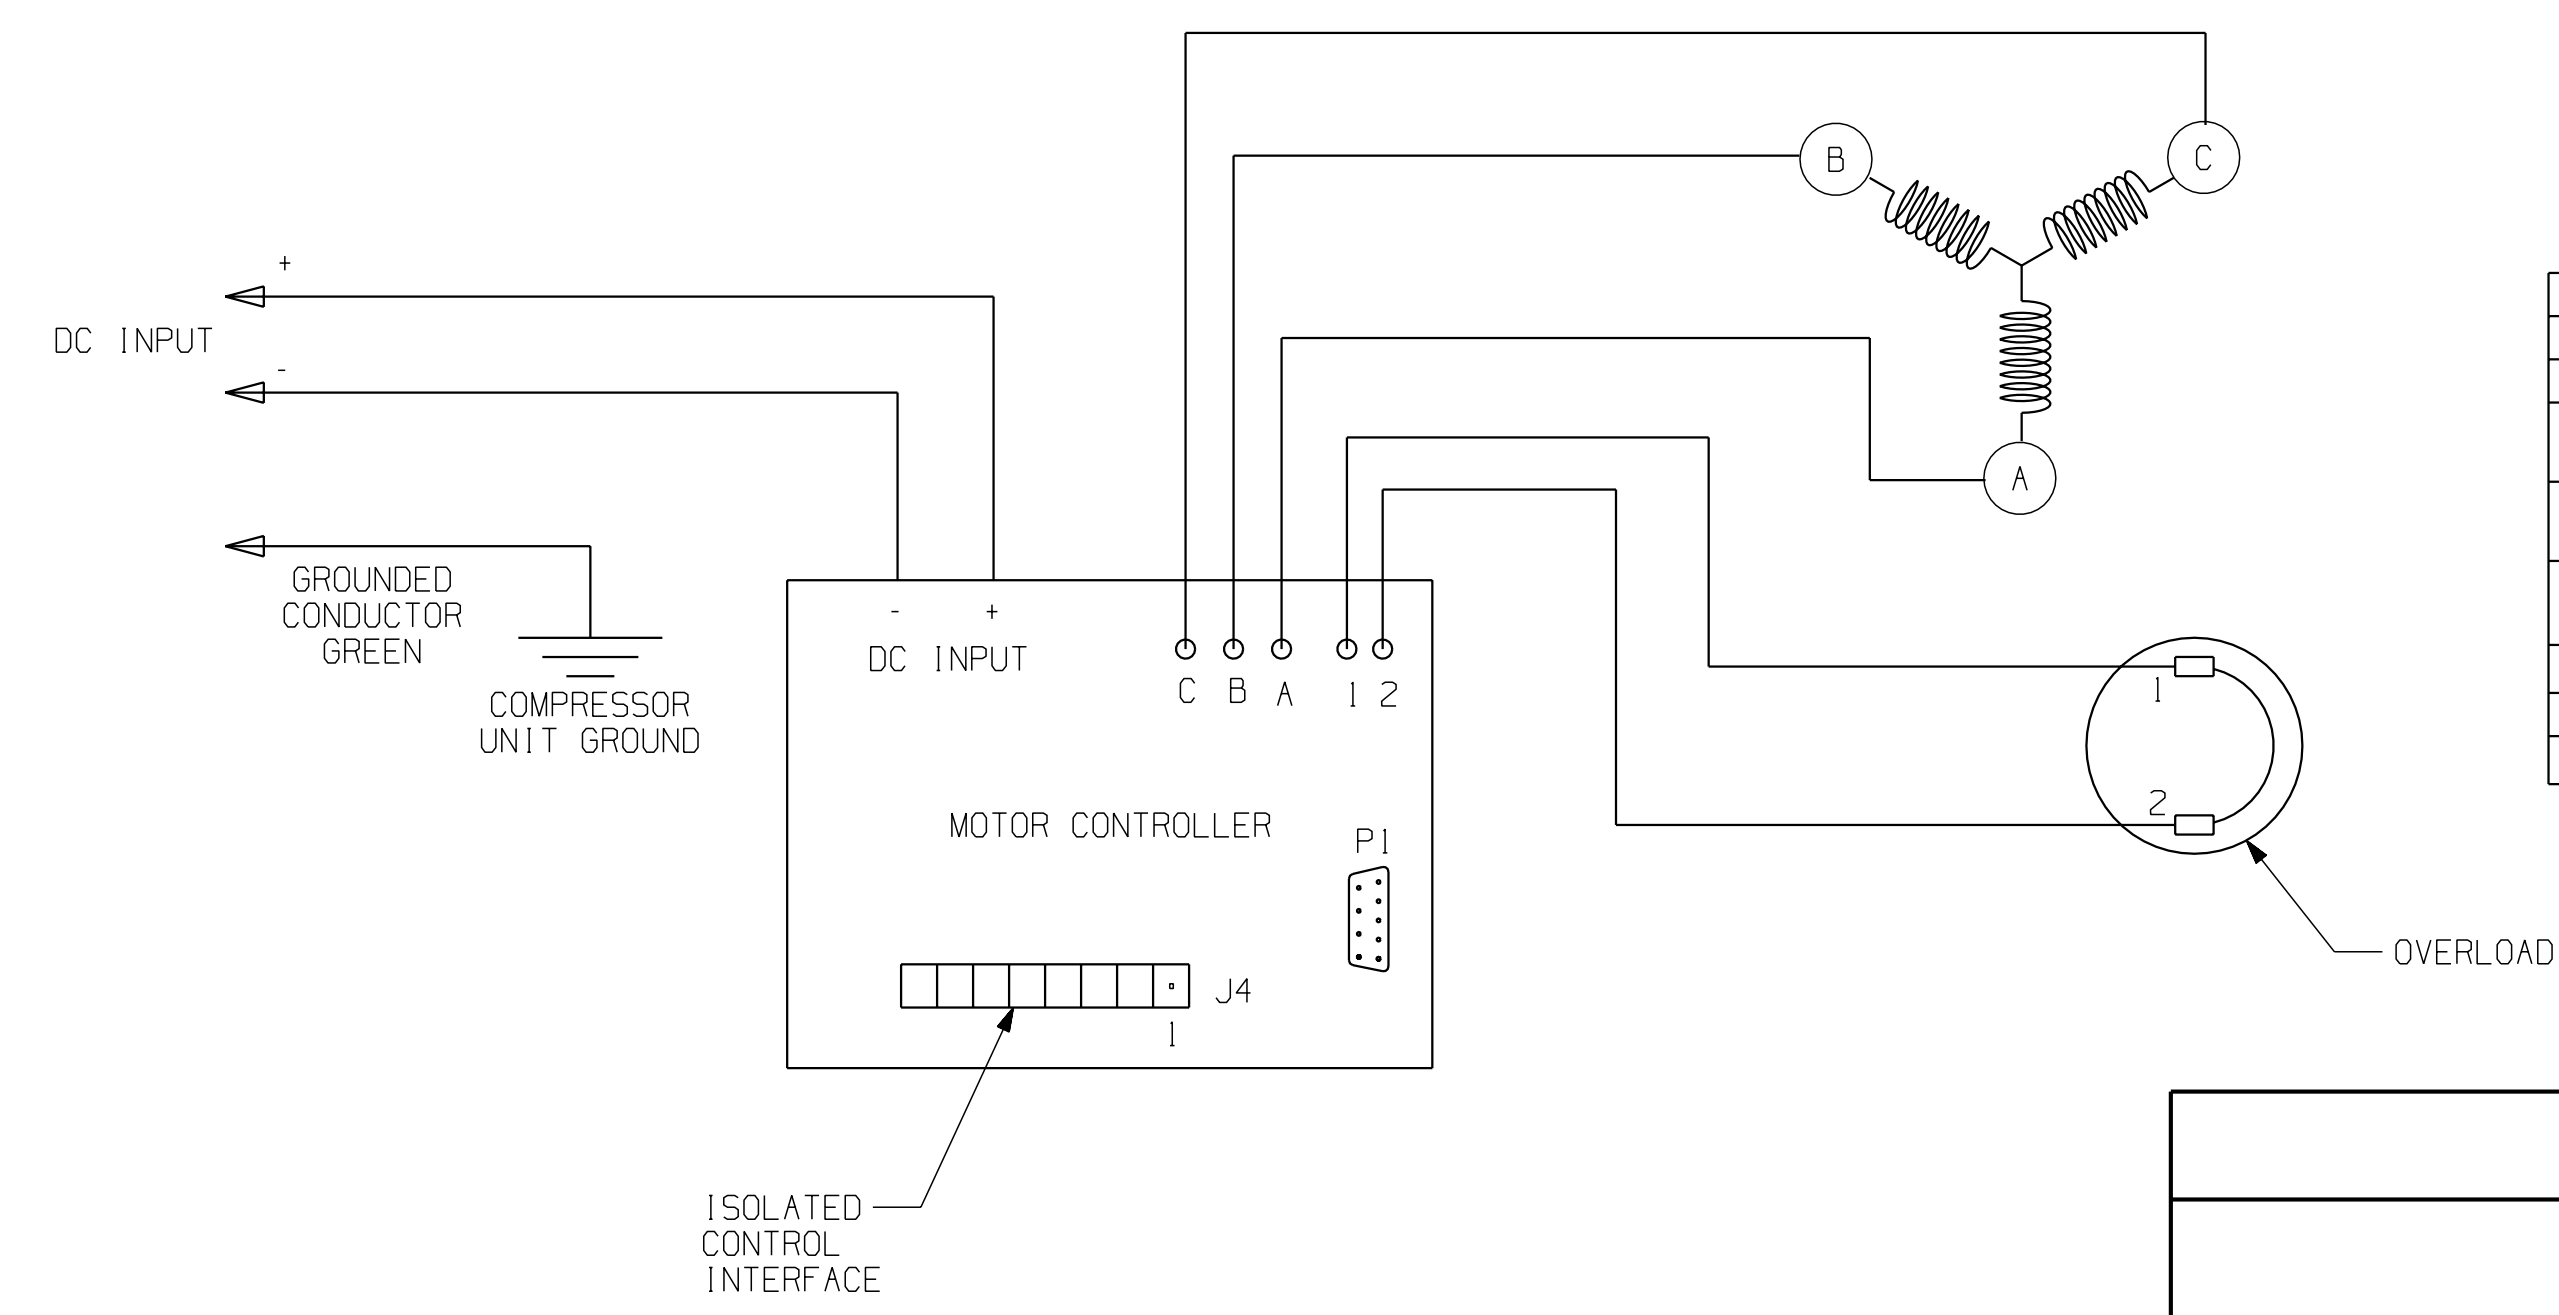 B
C
+
DC INPUT
-
A
GROUNDED
CONDUCTOR
GREEN
COMPRESSOR
UNIT GROUND
- +
DC INPUT
C B A 1 2
1
2
MOTOR CONTROLLER
P1
OVERLOAD
J4
1
ISOLATED
CONTROL
INTERFACE